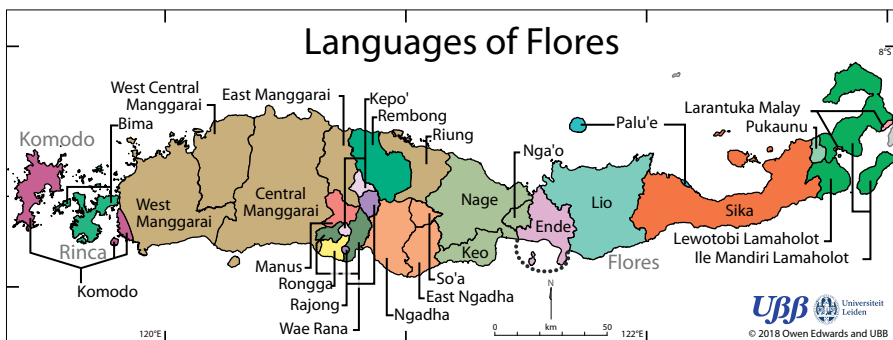 Languages of Flores
8°S
West Central
Manggarai
Bima
East Manggarai
Kepo'
Rembong
Riung
Larantuka Malay
Pukaunu
Palu'e
Nga'o
Komodo
West
Manggarai
Central
Manggarai
Nage
Lio
Ende
Sika
Rinca
Keo
Flores
Lewotobi Lamaholot
Ile Mandiri Lamaholot
Komodo
Manus
Rongga
Rajong
Wae Rana
Ngadha
East Ngadha
So'a
N
0
km
50
120°E
122°E
UBB
Universiteit
Leiden
© 2018 Owen Edwards and UBB